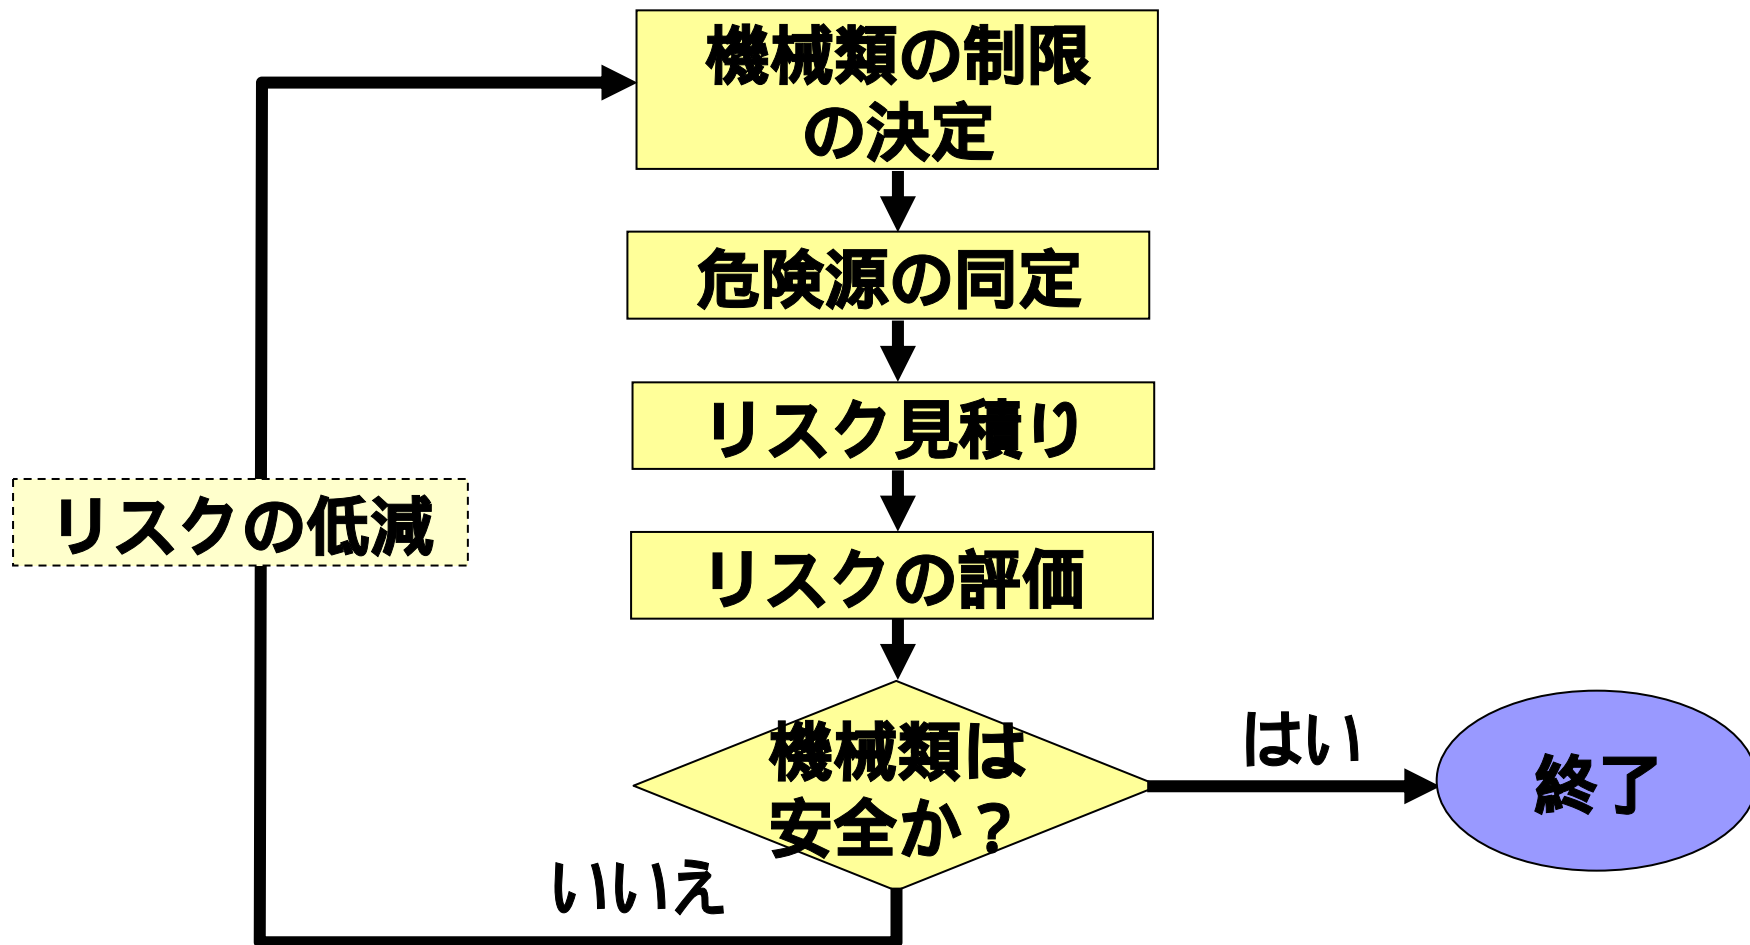 機械類の制限
の決定
危険源の同定
リスク見積り
リスクの低減
リスクの評価
機械類は
安全か？
はい
終了
いいえ